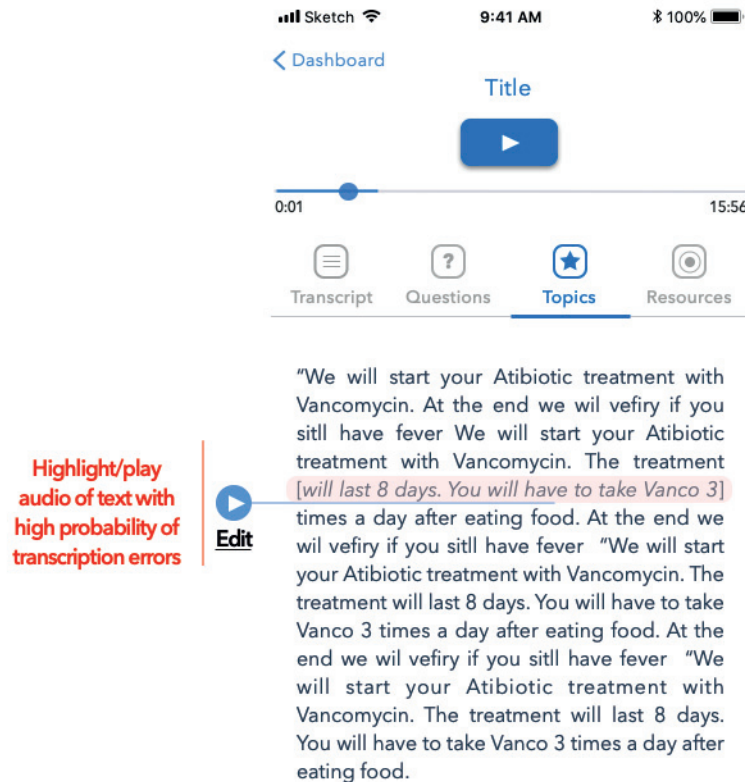 Sketch 9:41 AM 100%
Dashboard
Title
0:01 15:56
?
Transcript Questions Topics Resources
"We will start your Atibiotic treatment with
Vancomycin. At the end we wil vefiry if you
sitll have fever We will start your Atibiotic
treatment with Vancomycin. The treatment
[will last 8 days. You will have to take Vanco 3]
times a day after eating food. At the end we
wil vefiry if you sitll have fever "We will start
your Atibiotic treatment with Vancomycin. The
treatment will last 8 days. You will have to take
Vanco 3 times a day after eating food. At the
end we wil vefiry if you sitll have fever "We
will start your Atibiotic treatment with
Vancomycin. The treatment will last 8 days.
You will have to take Vanco 3 times a day after
eating food.
Highlight/play
audio of text with
high probability of
transcription errors
Edit